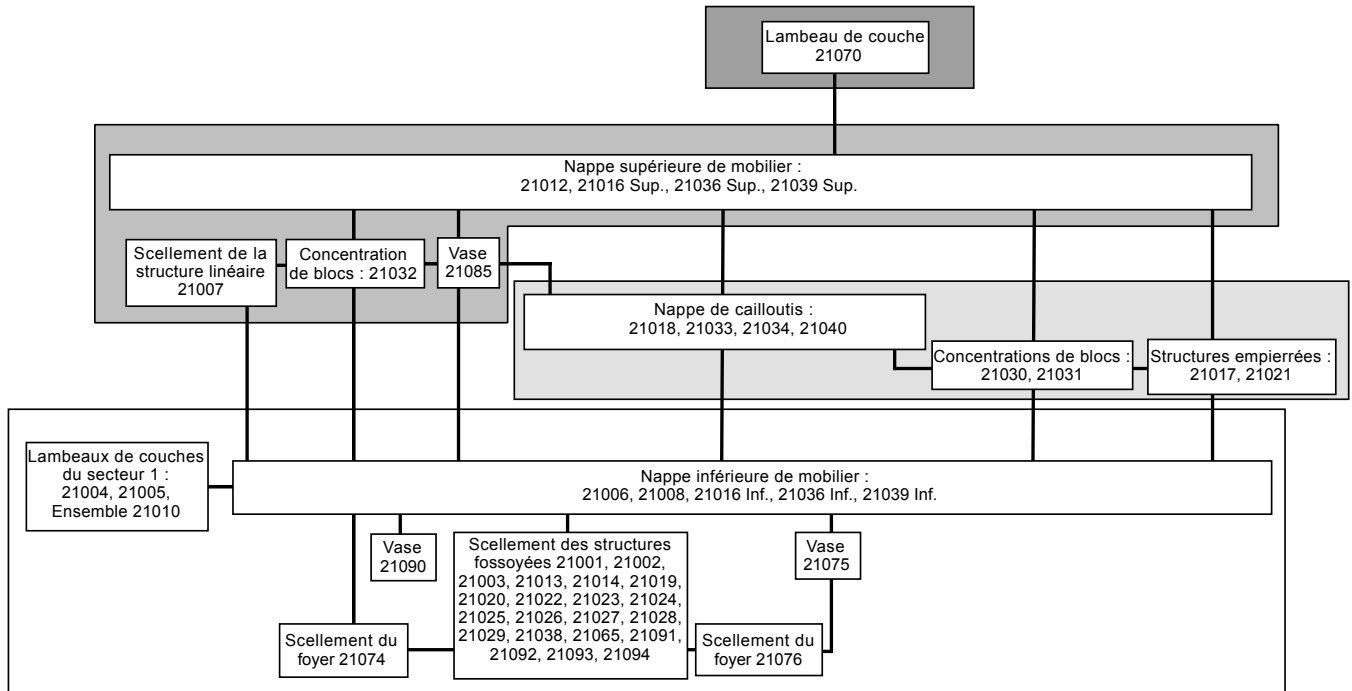 Lambeau de couche
21070
Nappe supérieure de mobilier :
21012, 21016 Sup., 21036 Sup., 21039 Sup.
Scellement de la
structure linéaire
21007
Concentration
de blocs : 21032
Vase
21085
Nappe de cailloutis :
21018, 21033, 21034, 21040
Concentrations de blocs :
21030, 21031
Structures empierrées :
21017, 21021
Lambeaux de couches
du secteur 1 :
21004, 21005,
Ensemble 21010
Nappe inférieure de mobilier :
21006, 21008, 21016 Inf., 21036 Inf., 21039 Inf.
Vase
21090
Scellement des structures
fossoyées 21001, 21002,
21003, 21013, 21014, 21019,
21020, 21022, 21023, 21024,
21025, 21026, 21027, 21028,
21029, 21038, 21065, 21091,
21092, 21093, 21094
Vase
21075
Scellement du
foyer 21074
Scellement du
foyer 21076